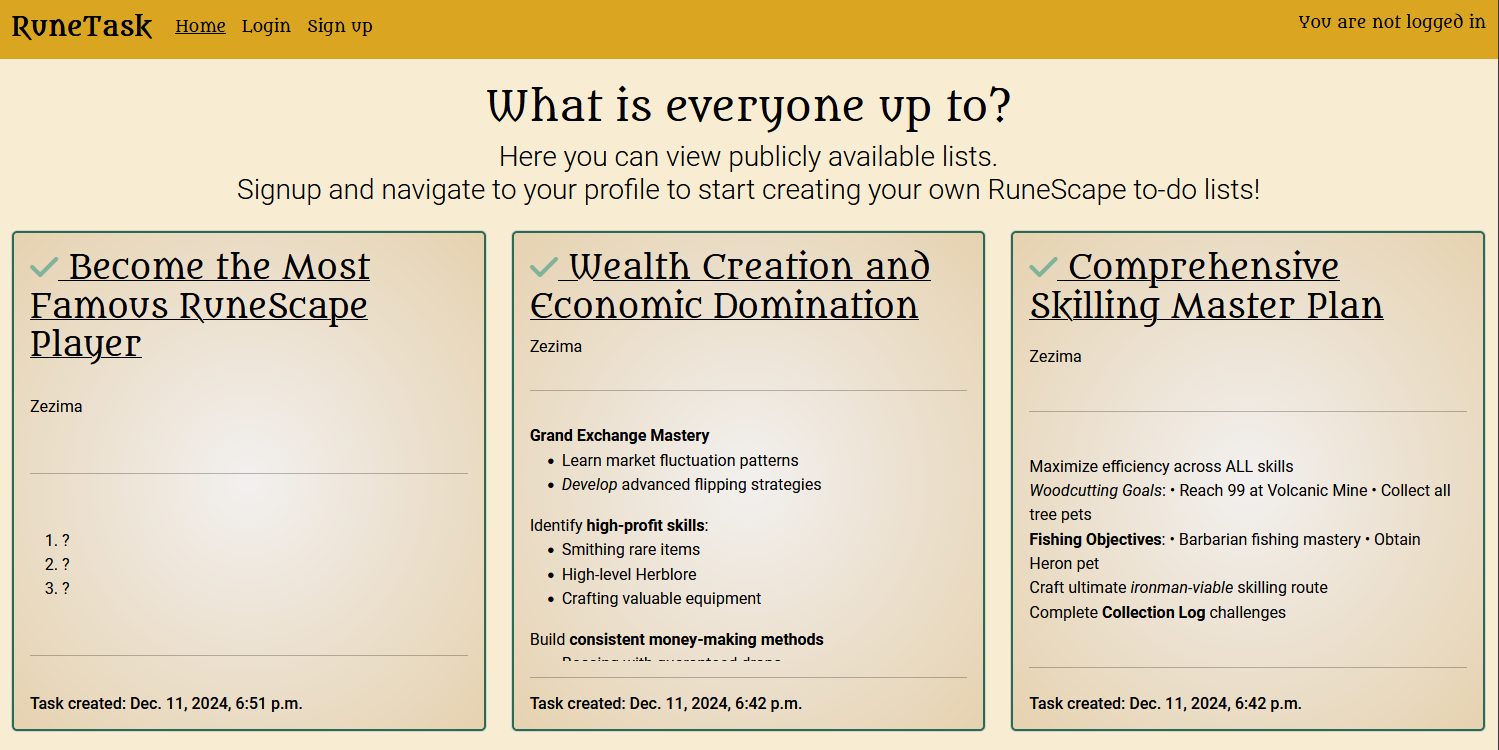 RuneTask Home Login Sign up You are not logged in
What is everyone up to?
Here you can view publicly available lists.
Signup and navigate to your profile to start creating your own RuneScape to-do lists!
Become the Most
Famous RuneScape
Player
Zezima
1. ?
2. ?
3. ?
Task created: Dec. 11, 2024, 6:51 p.m.
Wealth Creation and
Economic Domination
Zezima
Grand Exchange Mastery
• Learn market fluctuation patterns
• Develop advanced flipping strategies
Identify high-profit skills:
• Smithing rare items
• High-level Herblore
• Crafting valuable equipment
Build consistent money-making methods
Task created: Dec. 11, 2024, 6:42 p.m.
Comprehensive
Skilling Master Plan
Zezima
Maximize efficiency across ALL skills
Woodcutting Goals: • Reach 99 at Volcanic Mine • Collect all
tree pets
Fishing Objectives: • Barbarian fishing mastery • Obtain
Heron pet
Craft ultimate ironman-viable skilling route
Complete Collection Log challenges
Task created: Dec. 11, 2024, 6:42 p.m.